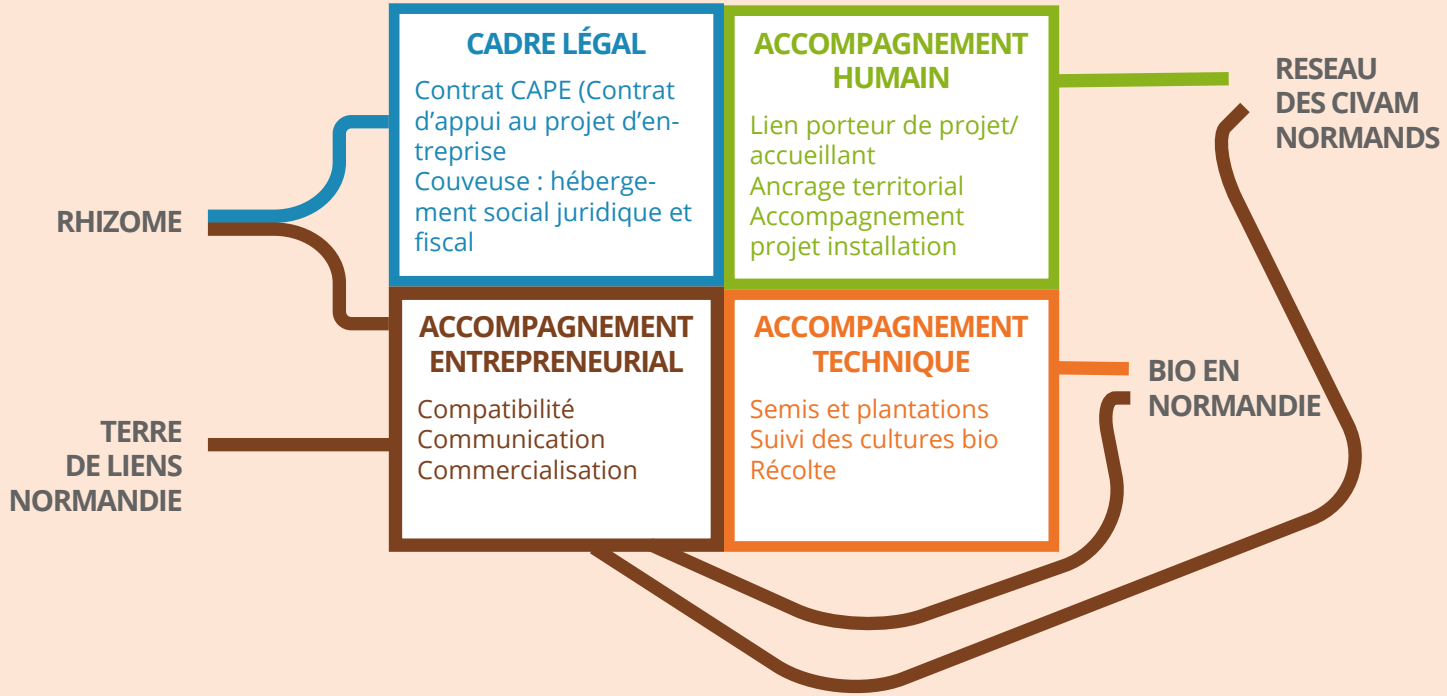 CADRE LÉGAL
Contrat CAPE (Contrat
d'appui au projet d'en-
treprise
Couveuse : héberge-
ment social juridique et
fiscal
ACCOMPAGNEMENT
HUMAIN
Lien porteur de projet/
accueillant
Ancrage territorial
Accompagnement
projet installation
RESEAU
DES CIVAM
NORMANDS
RHIZOME
ACCOMPAGNEMENT
ENTREPRENEURIAL
Compatibilité
Communication
Commercialisation
ACCOMPAGNEMENT
TECHNIQUE
Semis et plantations
Suivi des cultures bio
Récolte
BIO EN
NORMANDIE
TERRE
DE LIENS
NORMANDIE